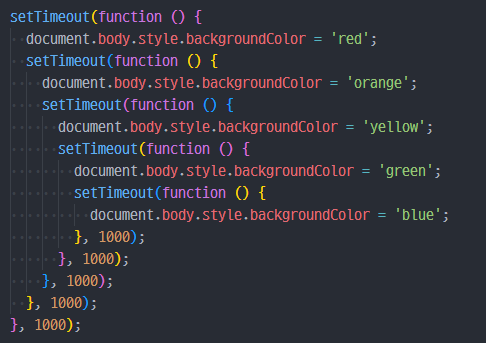 setTimeout(function () {
  document.body.style.backgroundColor = 'red';
  setTimeout(function () {
    document.body.style.backgroundColor = 'orange';
    setTimeout(function () {
      document.body.style.backgroundColor = 'yellow';
      setTimeout(function () {
        document.body.style.backgroundColor = 'green';
        setTimeout(function () {
          document.body.style.backgroundColor = 'blue';
        }, 1000);
      }, 1000);
    }, 1000);
  }, 1000);
}, 1000);